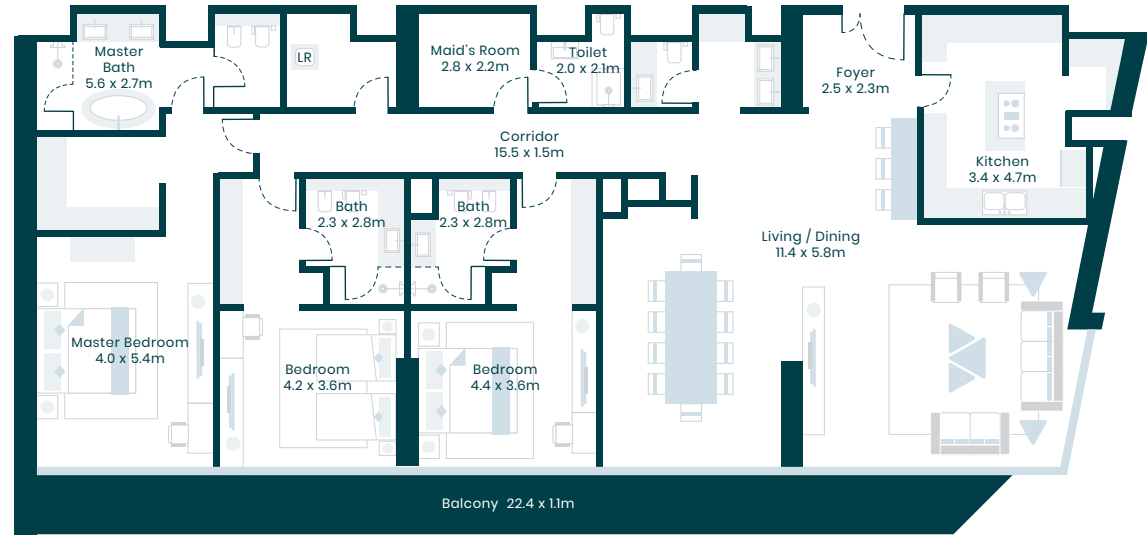 Master
Bath
5.6 x 2.7m
LR
Maid's Room
2.8 x 2.2m
Toilet
2.0 x 2.1m
Foyer
2.5 x 2.3m
Corridor
15.5 x 1.5m
Kitchen
3.4 x 4.7m
Bath
2.3 x 2.8m
Bath
2.3 x 2.8m
Living / Dining
11.4 x 5.8m
Master Bedroom
4.0 x 5.4m
Bedroom
4.2 x 3.6m
Bedroom
4.4 x 3.6m
Balcony 22.4 x 1.1m